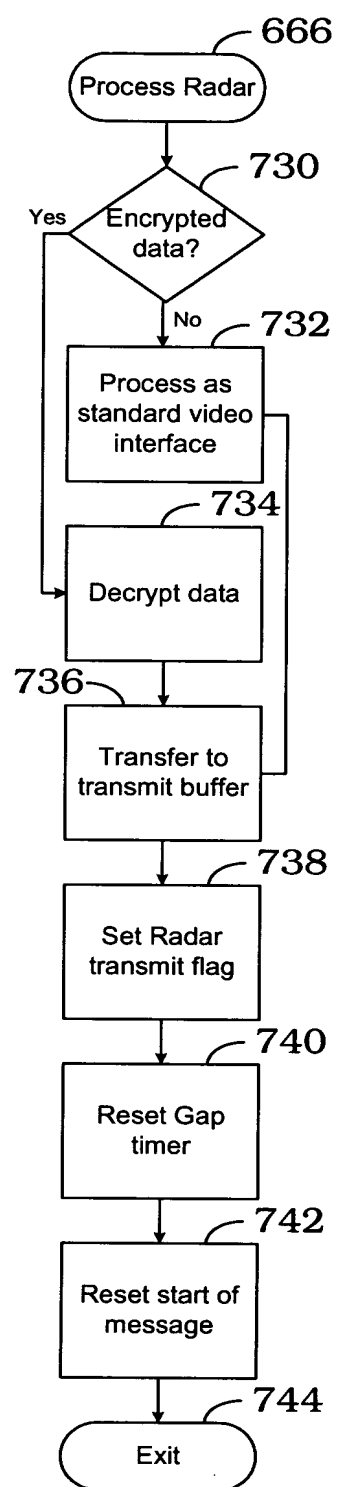 666
Process Radar
730
Yes
Encrypted
data?
No
732
Process as
standard video
interface
734
Decrypt data
736
Transfer to
transmit buffer
738
Set Radar
transmit flag
740
Reset Gap
timer
742
Reset start of
message
744
Exit